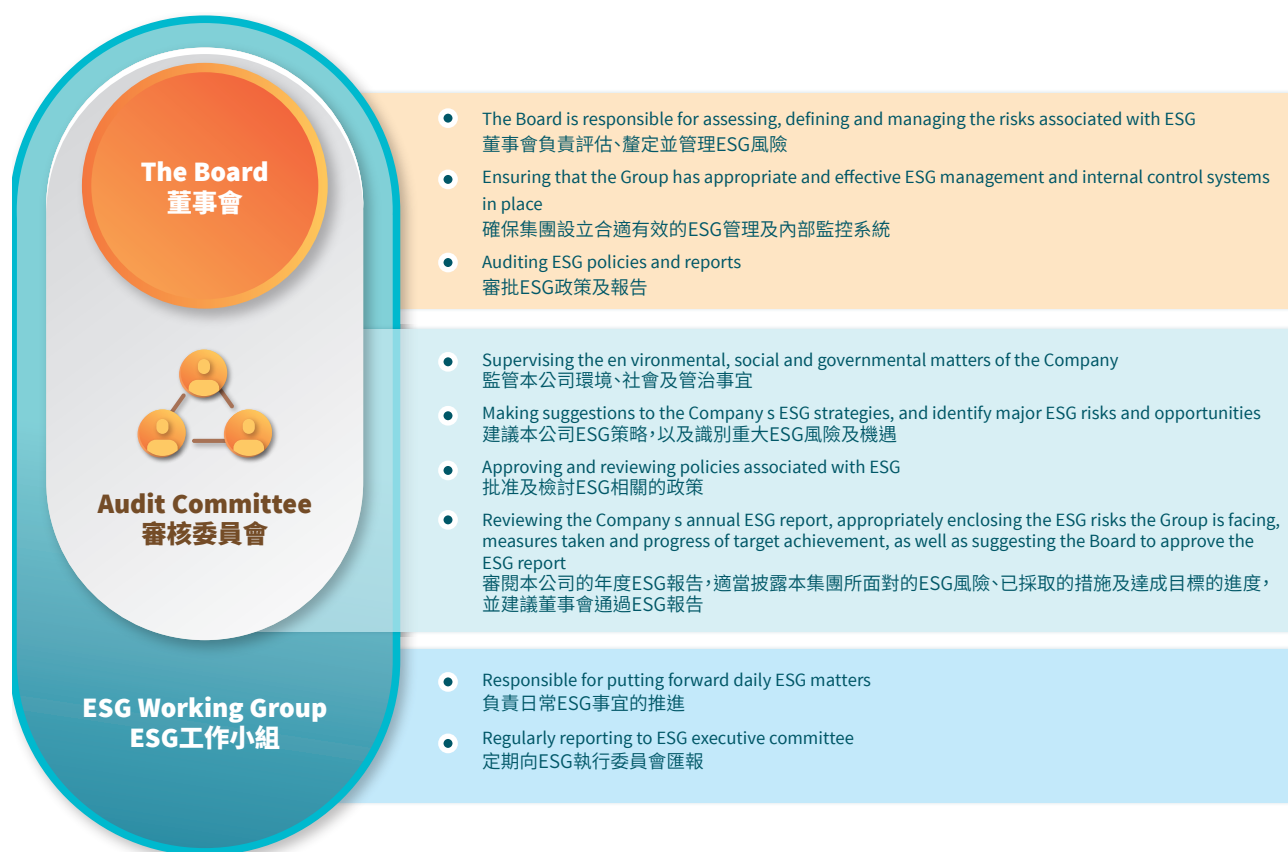 The Board
董事會
The Board is responsible for assessing, defining and managing the risks associated with ESG
董事會負責評估、釐定並管理ESG風險
Ensuring that the Group has appropriate and effective ESG management and internal control systems
in place
確保集團設立合適有效的ESG管理及內部監控系統
Auditing ESG policies and reports
審批ESG政策及報告
Audit Committee
審核委員會
Supervising the en vironmental, social and governmental matters of the Company
監管本公司環境、社會及管治事宜
Making suggestions to the Company s ESG strategies, and identify major ESG risks and opportunities
建議本公司ESG策略，以及識別重大ESG風險及機遇
Approving and reviewing policies associated with ESG
批准及檢討ESG相關的政策
Reviewing the Company s annual ESG report, appropriately enclosing the ESG risks the Group is facing,
measures taken and progress of target achievement, as well as suggesting the Board to approve the
ESG report
審閱本公司的年度ESG報告，適當披露本集團所面對的ESG風險、已採取的措施及達成目標的進度，
並建議董事會通過ESG報告
ESG Working Group
ESG工作小組
Responsible for putting forward daily ESG matters
負責日常ESG事宜的推進
Regularly reporting to ESG executive committee
定期向ESG執行委員會匯報